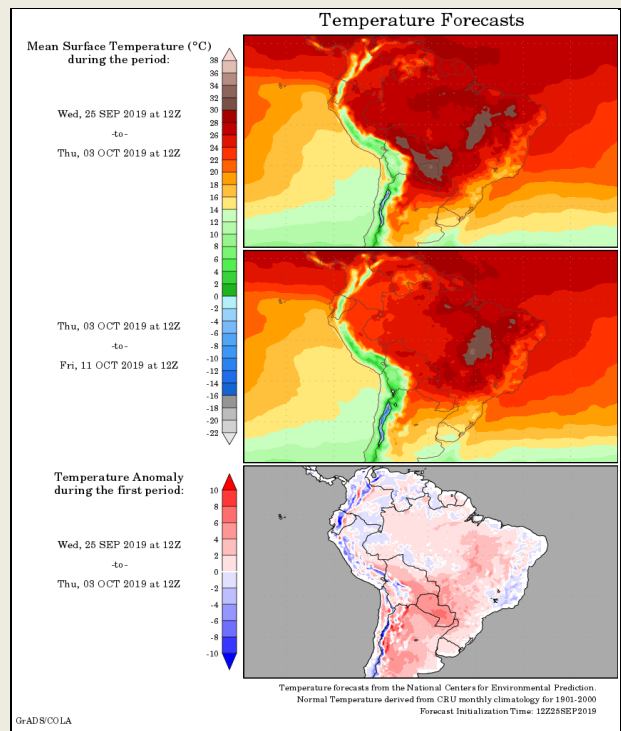 Temperature Forecasts
Mean Surface Temperature (°C)
during the period:
Wed, 25 SEP 2019 at 12Z
-to-
Thu, 03 OCT 2019 at 12Z
38
36
34
32
30
28
26
24
22
20
18
16
14
12
10
8
6
4
2
0
-2
-4
-6
-8
-10
-12
-14
-16
-17
-20
-22
Thu, 03 OCT 2019 at 12Z
-to-
Fri, 11 OCT 2019 at 12Z
Temperature Anomaly
during the first period:
Wed, 25 SEP 2019 at 12Z
-to-
Thu, 03 OCT 2019 at 12Z
10
8
6
4
2
0
-2
-4
-6
-8
-10
Temperature forecasts from the National Centers for Environmental Prediction.
Normal Temperature derived from CRU monthly climatology for 1901-2000
Forecast Initialization Time: 12Z25SEP2019
GrADS/COLA